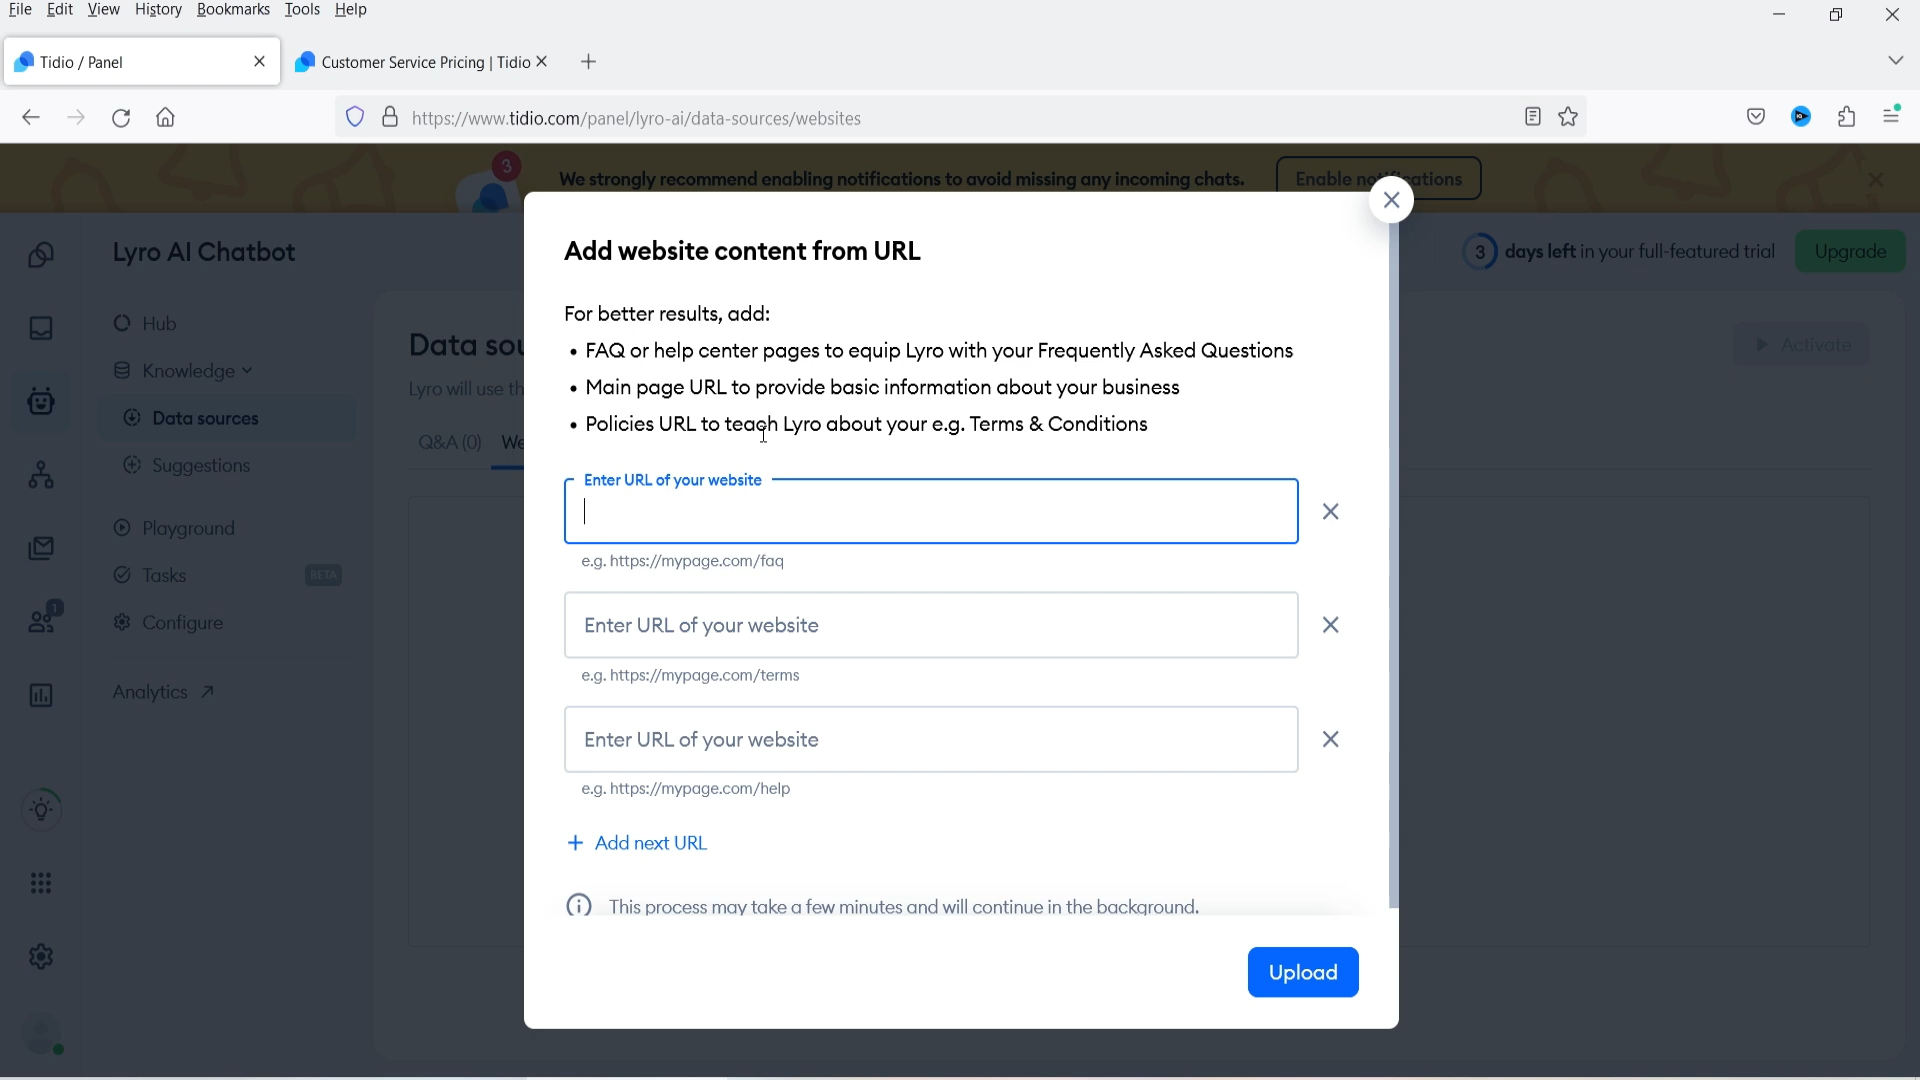 File Edit View History Bookmarks Tools Help
Tidio / Panel
Customer Service Pricing | Tidio
https://www.tidio.com/panel/lyro-ai/data-sources/websites
3
We strongly recommend enabling notifications to avoid missing any incoming chats.
Enable notifications
Lyro AI Chatbot
3 days left in your full-featured trial
Upgrade
Hub
Knowledge
Data sources
Suggestions
Playground
Tasks BETA
Configure
Analytics
1
Data sou
Lyro will use th
Q&A (0) We
Activate
Add website content from URL
For better results, add:
• FAQ or help center pages to equip Lyro with your Frequently Asked Questions
• Main page URL to provide basic information about your business
• Policies URL to teach Lyro about your e.g. Terms & Conditions
Enter URL of your website
e.g. https://mypage.com/faq
Enter URL of your website
e.g. https://mypage.com/terms
Enter URL of your website
e.g. https://mypage.com/help
+ Add next URL
This process may take a few minutes and will continue in the background.
Upload